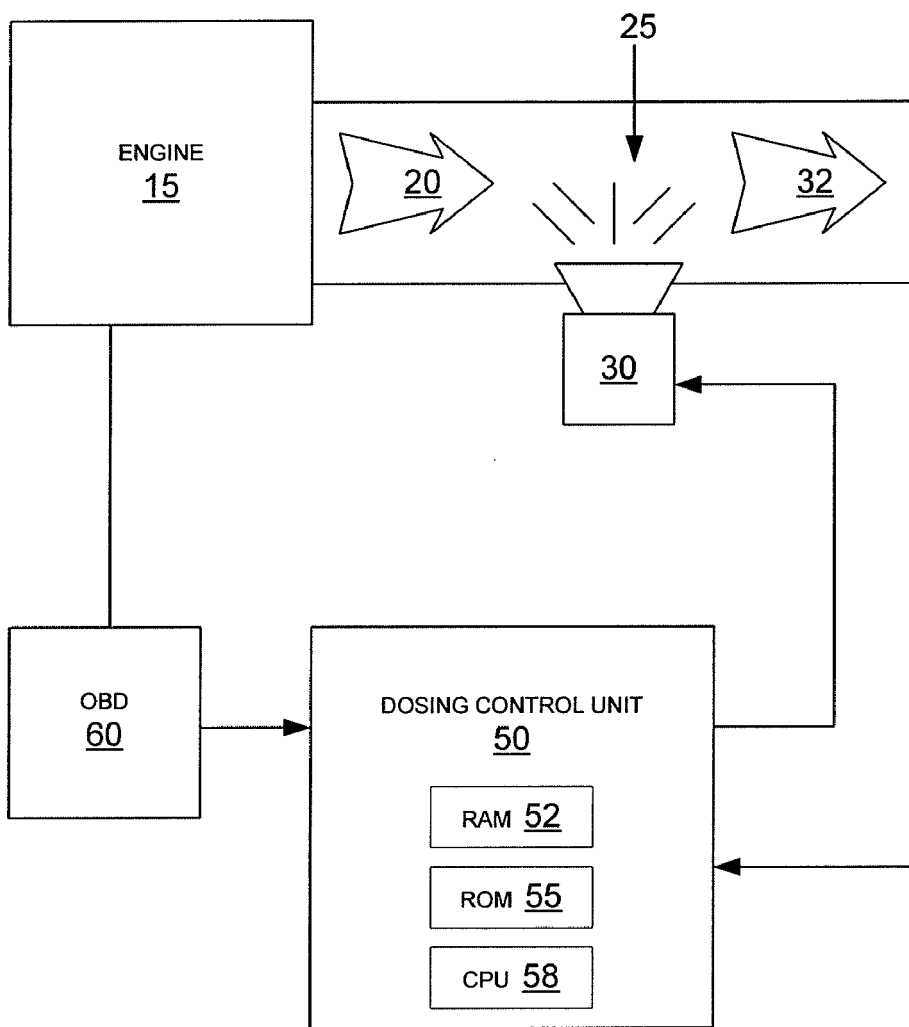 25
ENGINE
15
20
32
30
OBD
60
DOSING CONTROL UNIT
50
RAM 52
ROM 55
CPU 58